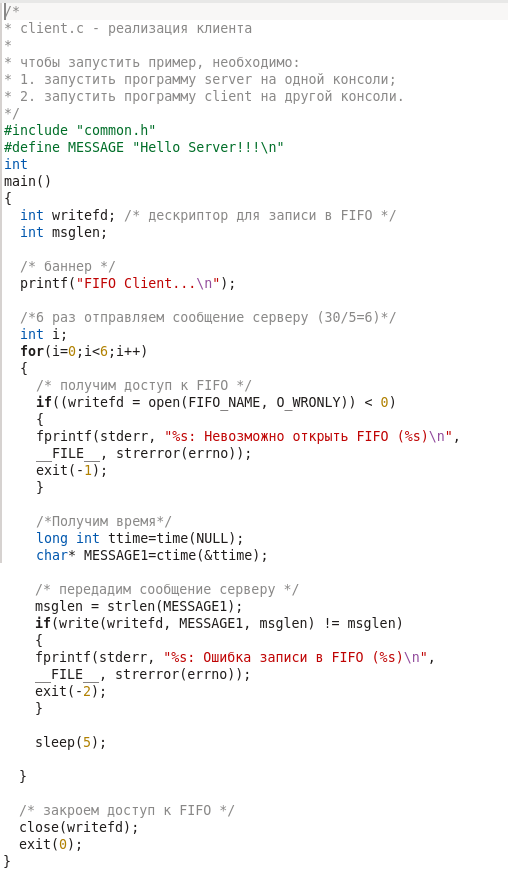 /*
* client.c - реализация клиента
*
* чтобы запустить пример, необходимо:
* 1. запустить программу server на одной консоли;
* 2. запустить программу client на другой консоли.
*/
#include "common.h"
#define MESSAGE "Hello Server!!!\n"
int
main()
{
int writefd; /* дескриптор для записи в FIFO */
int msglen;
/* баннер */
printf("FIFO Client...\n");
/*6 раз отправляем сообщение серверу (30/5=6)*/
int i;
for(i=0;i<6;i++)
{
/* получим доступ к FIFO */
if((writefd = open(FIFO_NAME, O_WRONLY)) < 0)
{
fprintf(stderr, "%s: Невозможно открыть FIFO (%s)\n",
__FILE__, strerror(errno));
exit(-1);
}
/*Получим время*/
long int ttime=time(NULL);
char* MESSAGE1=ctime(&ttime);
/* передадим сообщение серверу */
msglen = strlen(MESSAGE1);
if(write(writefd, MESSAGE1, msglen) != msglen)
{
fprintf(stderr, "%s: Ошибка записи в FIFO (%s)\n",
__FILE__, strerror(errno));
exit(-2);
}
sleep(5);
}
/* закроем доступ к FIFO */
close(writefd);
exit(0);
}